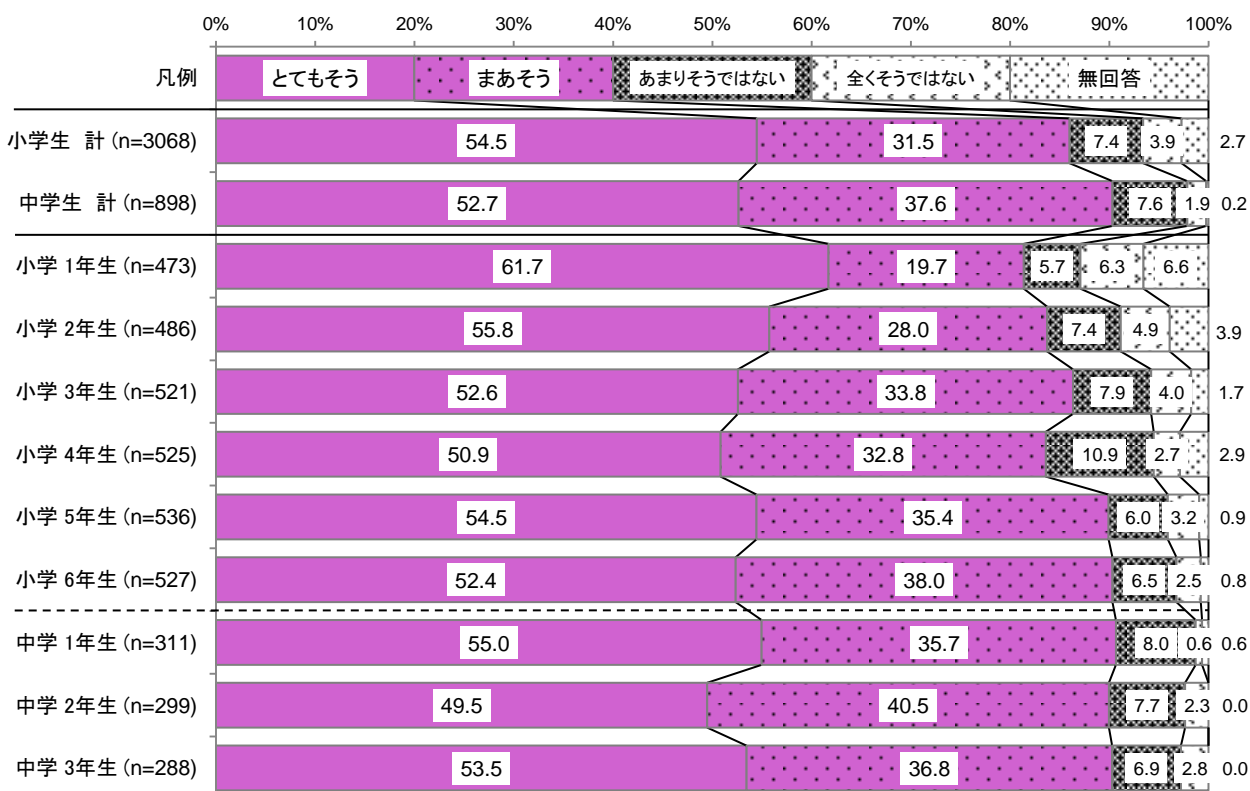 0% 10% 20% 30% 40% 50% 60% 70% 80% 90% 100%
凡例 とてもそう まあそう あまりそうではない 全くそうではない 無回答
小学生 計 (n=3068) 54.5 31.5 7.4 3.9 2.7
中学生 計 (n=898) 52.7 37.6 7.6 1.9 0.2
小学 1年生 (n=473) 61.7 19.7 5.7 6.3 6.6
小学 2年生 (n=486) 55.8 28.0 7.4 4.9 3.9
小学 3年生 (n=521) 52.6 33.8 7.9 4.0 1.7
小学 4年生 (n=525) 50.9 32.8 10.9 2.7 2.9
小学 5年生 (n=536) 54.5 35.4 6.0 3.2 0.9
小学 6年生 (n=527) 52.4 38.0 6.5 2.5 0.8
中学 1年生 (n=311) 55.0 35.7 8.0 0.6 0.6
中学 2年生 (n=299) 49.5 40.5 7.7 2.3 0.0
中学 3年生 (n=288) 53.5 36.8 6.9 2.8 0.0